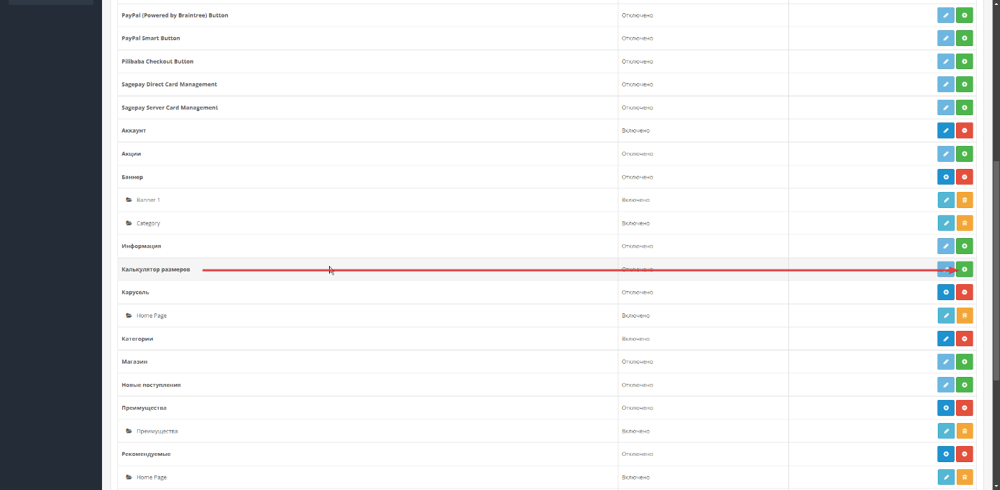 PayPal (Powered by Braintree) Button Отключено
PayPal Smart Button Отключено
Pilibaba Checkout Button Отключено
Sagepay Direct Card Management Отключено
Sagepay Server Card Management Отключено
Аккаунт Включено
Акции Отключено
Баннер Отключено
Banner 1 Включено
Category Включено
Информация Отключено
Калькулятор размеров Отключено
Карусель Отключено
Home Page Включено
Категории Включено
Магазин Отключено
Новые поступления Отключено
Преимущества Отключено
Преимущества Включено
Рекомендуемые Отключено
Home Page Включено